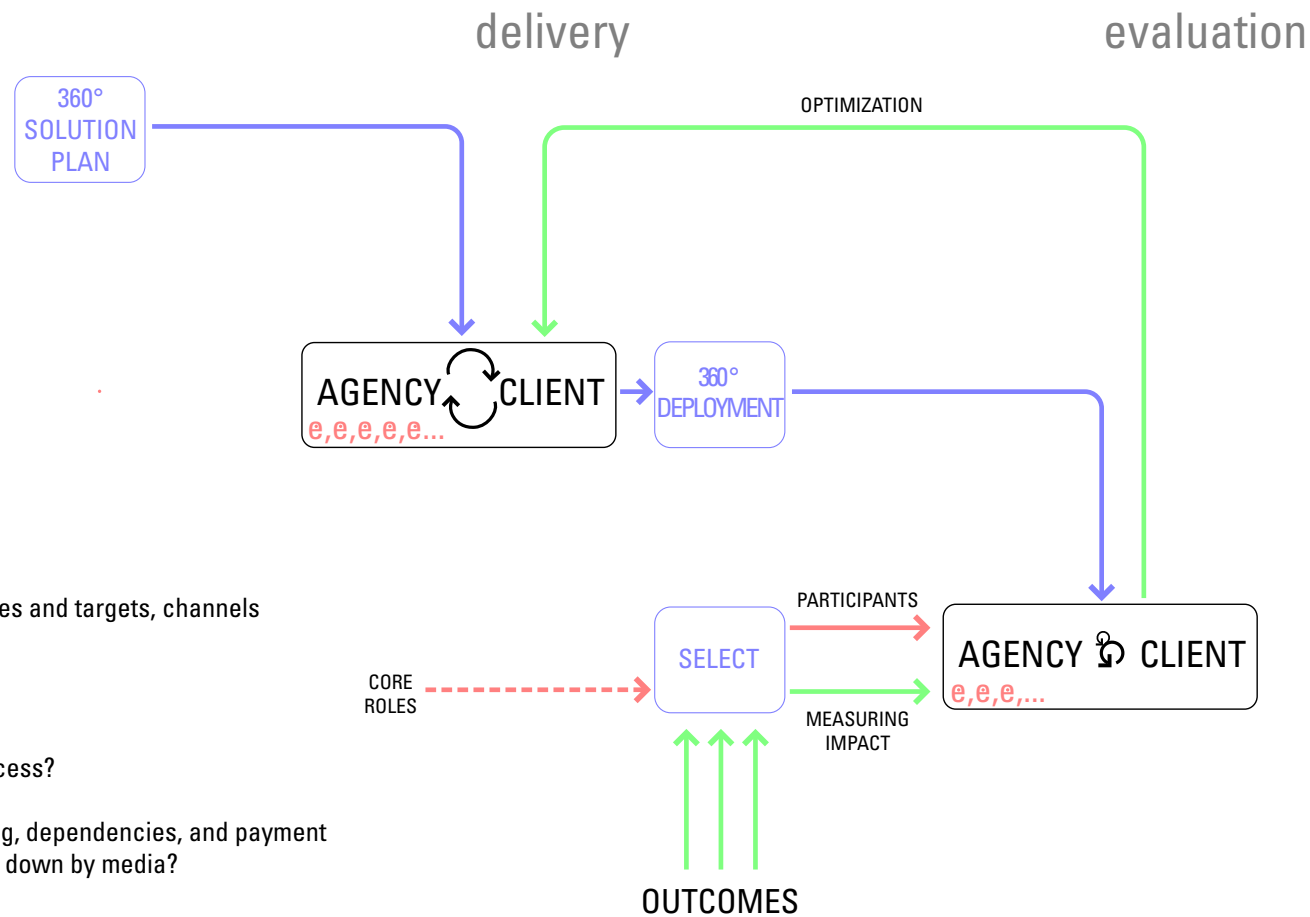 delivery
evaluation
360°
SOLUTION
PLAN
OPTIMIZATION
AGENCY CLIENT
e,e,e,e,e...
360°
DEPLOYMENT
es and targets, channels
PARTICIPANTS
SELECT
AGENCY CLIENT
e,e,e,...
CORE
ROLES
MEASURING
IMPACT
cess?
g, dependencies, and payment
down by media?
OUTCOMES